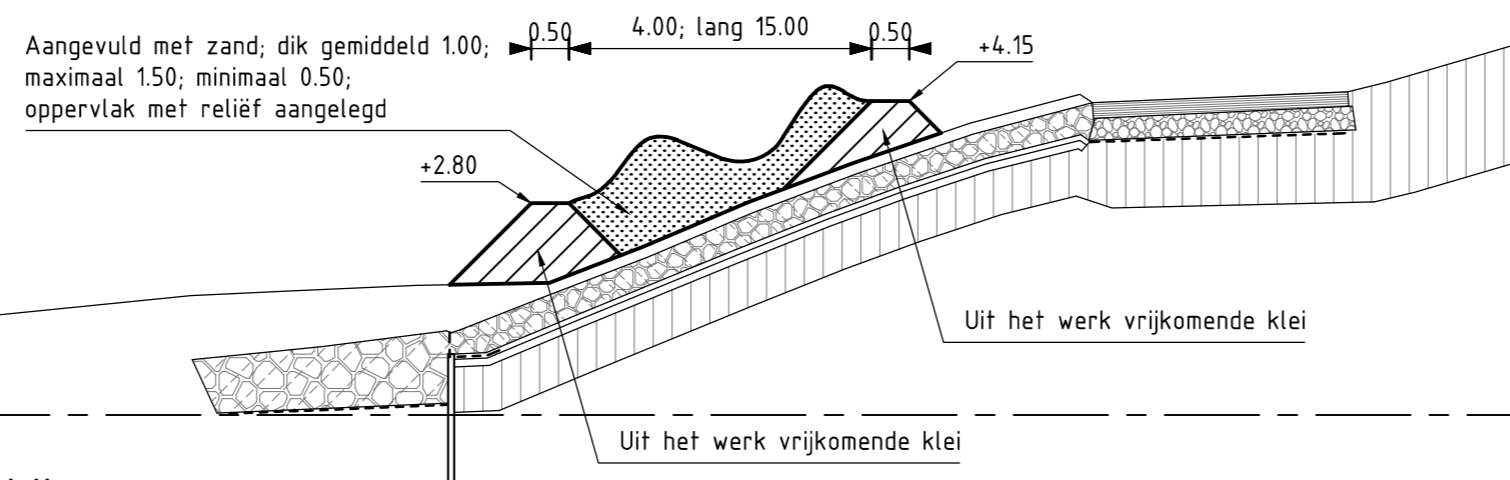 0.50
4.00; lang 15.00
0.50
Aangevuld met zand; dik gemiddeld 1.00;
maximaal 1.50; minimaal 0.50;
oppervlak met reliëf aangelegd
+4.15
+2.80
Uit het werk vrijkomende klei
Uit het werk vrijkomende klei